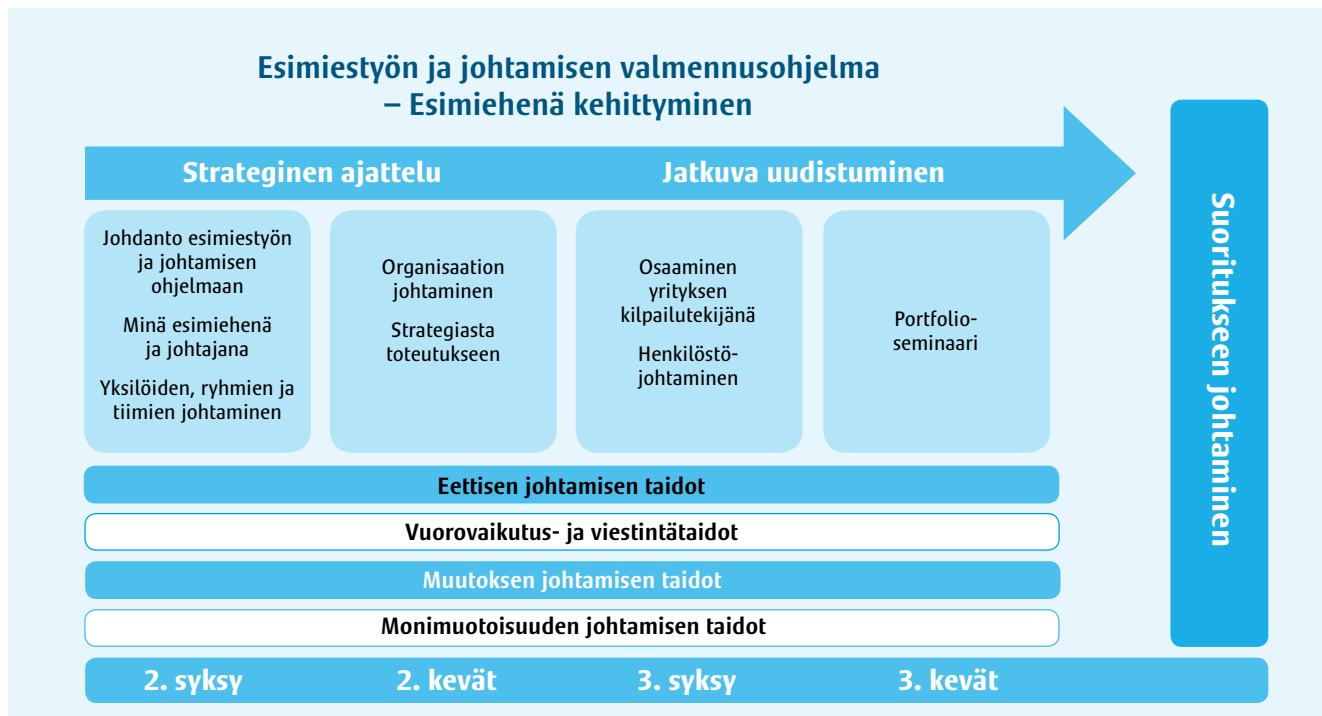 Esimiestyön ja johtamisen valmennusohjelma
– Esimiehenä kehittyminen
Strateginen ajattelu
Jatkuva uudistuminen
Johdanto esimiestyön
ja johtamisen
ohjelmaan
Minä esimiehenä
ja johtajana
Yksilöiden, ryhmien ja
tiimien johtaminen
Organisaation
johtaminen
Strategiasta
toteutukseen
Osaaminen
yrityksen
kilpailutekijänä
Henkilöstö-
johtaminen
Portfolio-
seminaari
Suoritukseen johtaminen
Eettisen johtamisen taidot
Vuorovaikutus- ja viestintätaidot
Muutoksen johtamisen taidot
Monimuotoisuuden johtamisen taidot
2. syksy
2. kevät
3. syksy
3. kevät